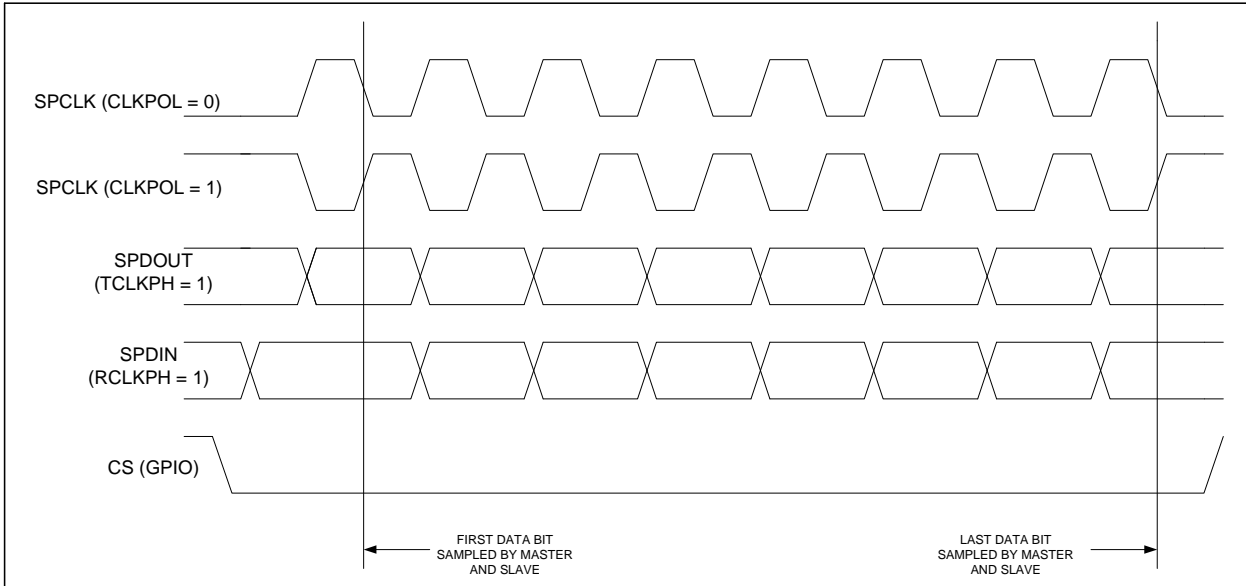 SPCLK (CLKPOL = 0)
SPCLK (CLKPOL = 1)
SPDOUT
(TCLKPH = 1)
SPDIN
(RCLKPH = 1)
CS (GPIO)
FIRST DATA BIT
SAMPLED BY MASTER
AND SLAVE
LAST DATA BIT
SAMPLED BY MASTER
AND SLAVE